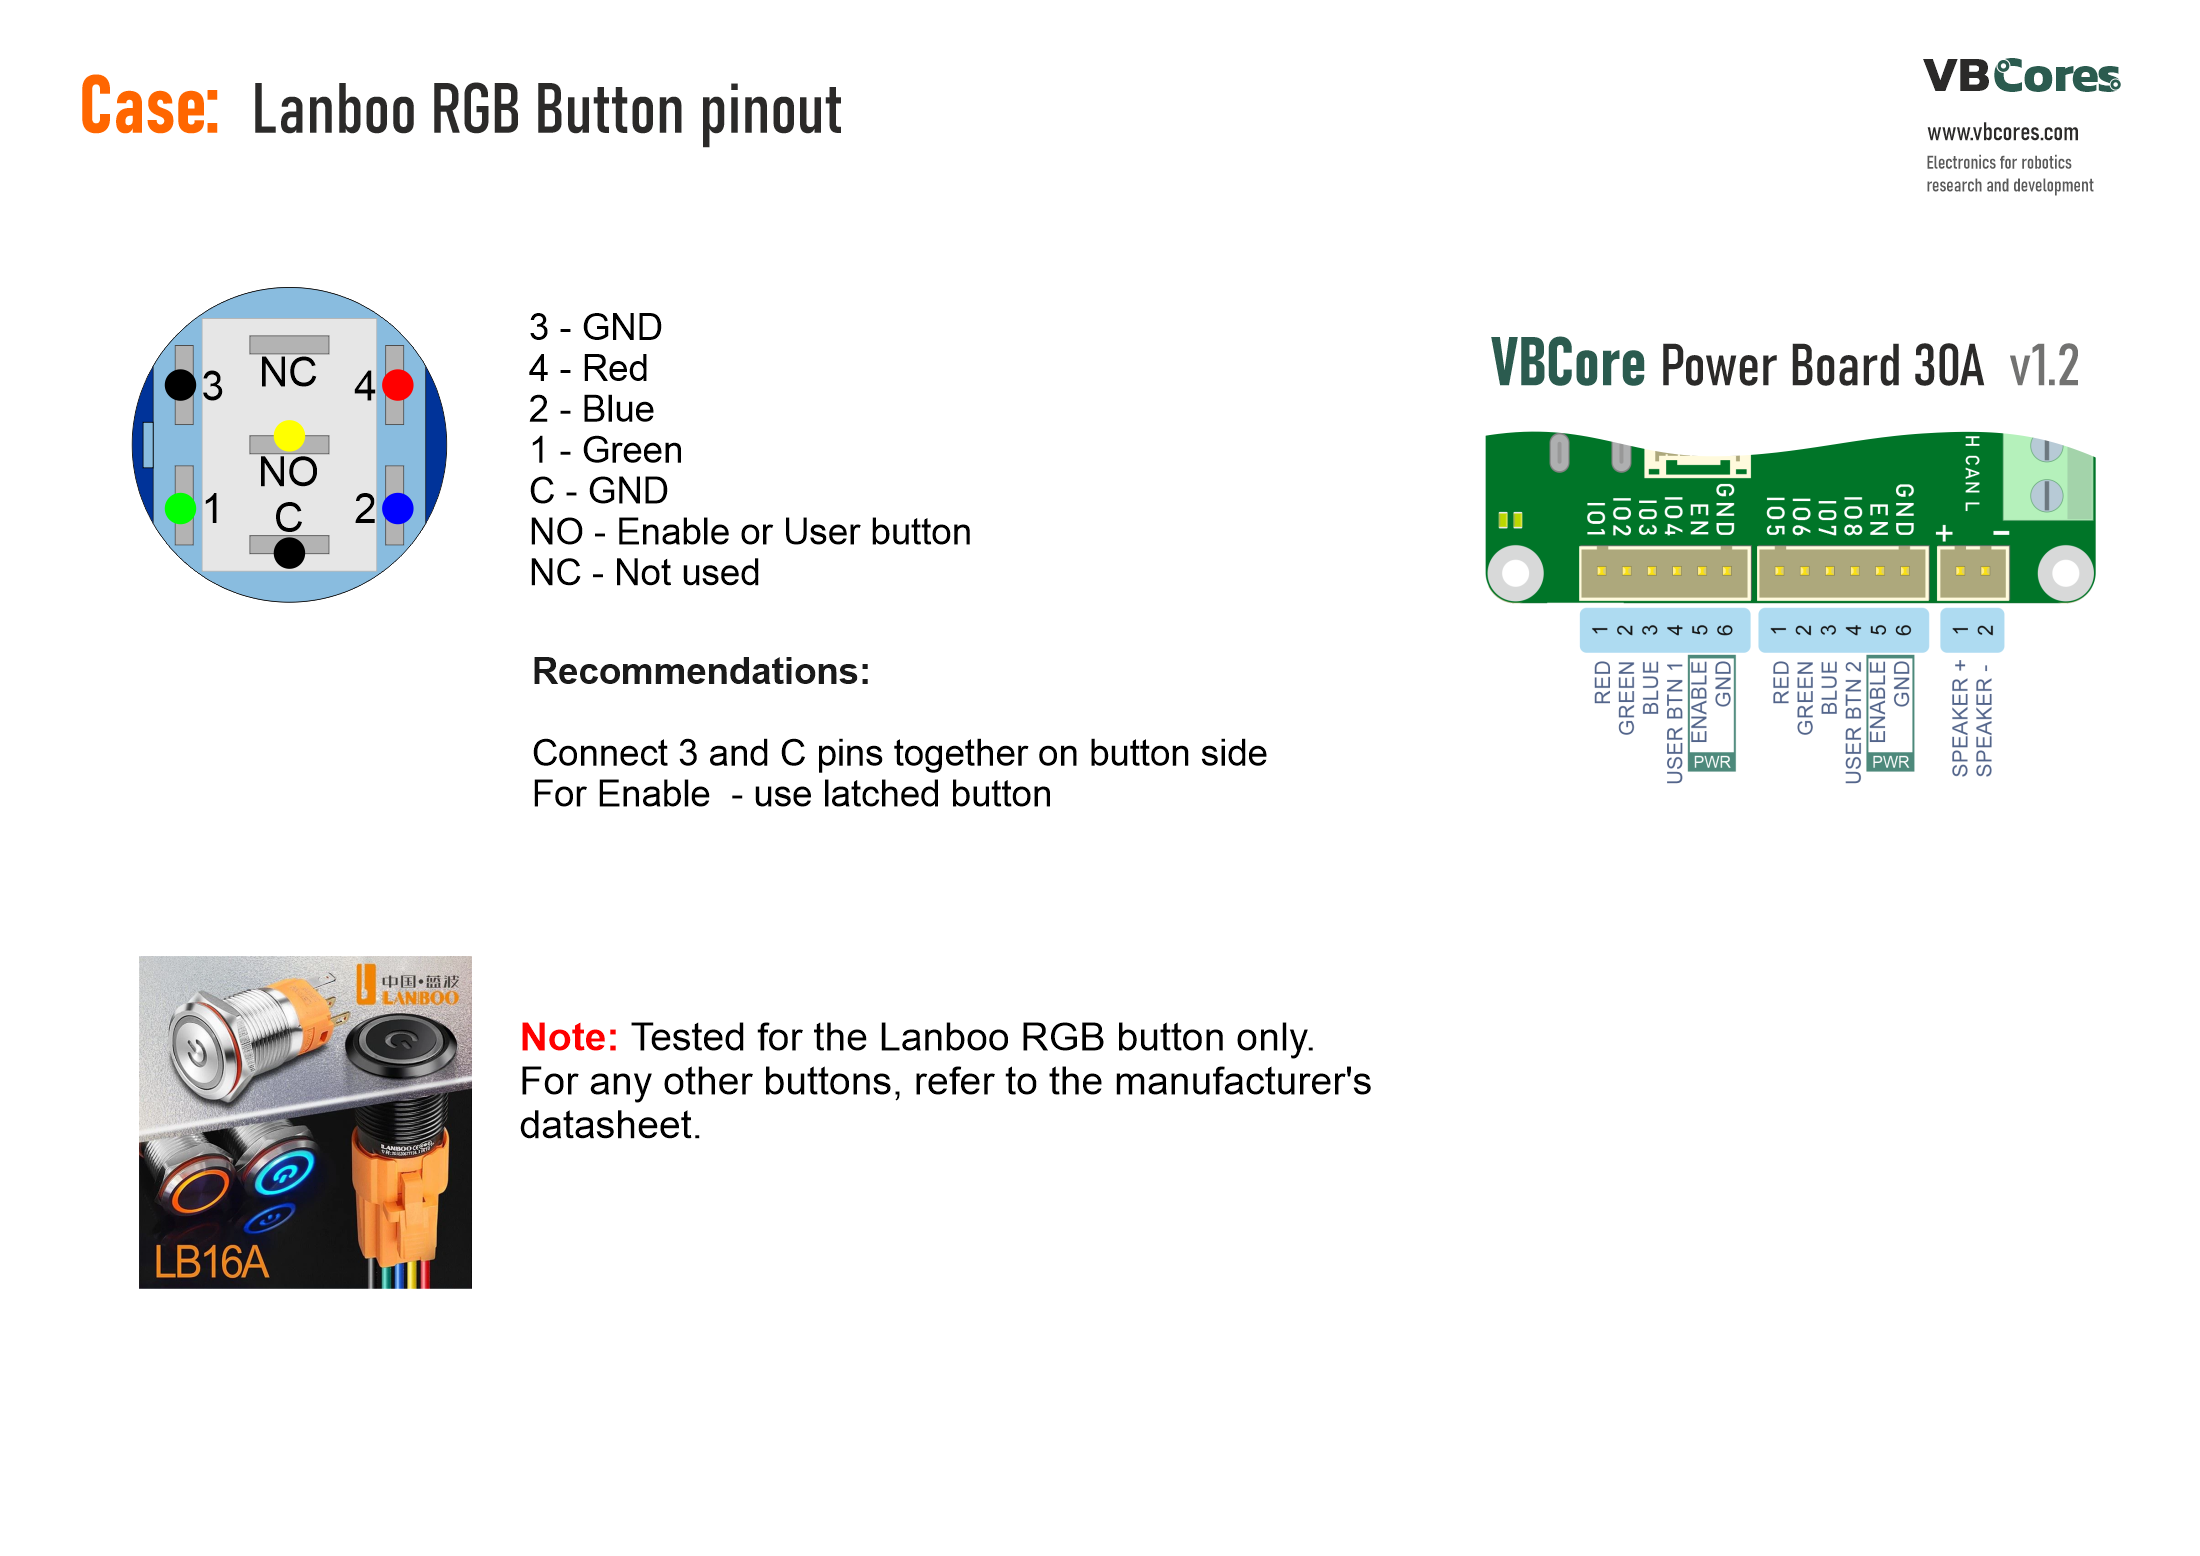 Case: Lanboo RGB Button pinout
VBCores
www.vbcores.com
Electronics for robotics
research and development
NC
3
4
NO
C
1
2
3 - GND
4 - Red
2 - Blue
1 - Green
C - GND
NO - Enable or User button
NC - Not used
Recommendations:
Connect 3 and C pins together on button side
For Enable - use latched button
VBCore Power Board 30A v1.2
H CAN L
IO1
IO2
IO3
IO4
EN
GND
IO5
IO6
IO7
IO8
EN
GND
+
-
1
2
3
4
5
6
1
2
3
4
5
6
1
2
RED
GREEN
BLUE
USER BTN 1
ENABLE
GND
PWR
RED
GREEN
BLUE
USER BTN 2
ENABLE
GND
PWR
SPEAKER +
SPEAKER -
中国•蓝波
LANBOO
LANBOO
LB16A
Note: Tested for the Lanboo RGB button only.
For any other buttons, refer to the manufacturer's
datasheet.